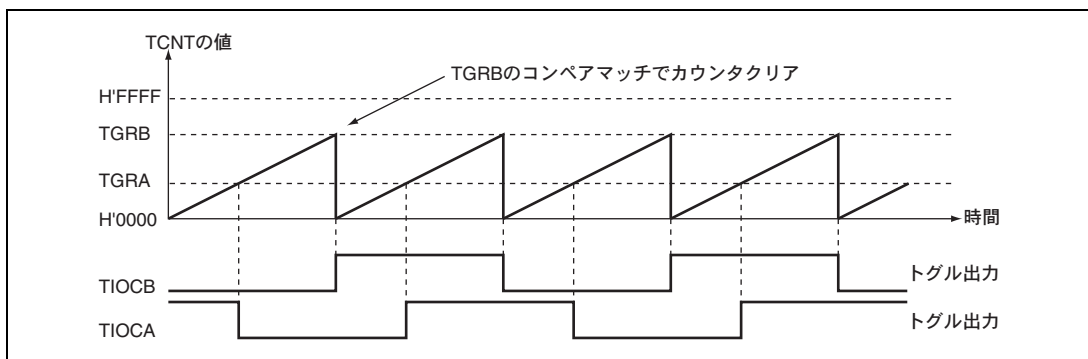 TCNTの値
TGRBのコンペアマッチでカウンタクリア
H'FFFF
TGRB
TGRA
H'0000
時間
TIOCB
トグル出力
TIOCA
トグル出力